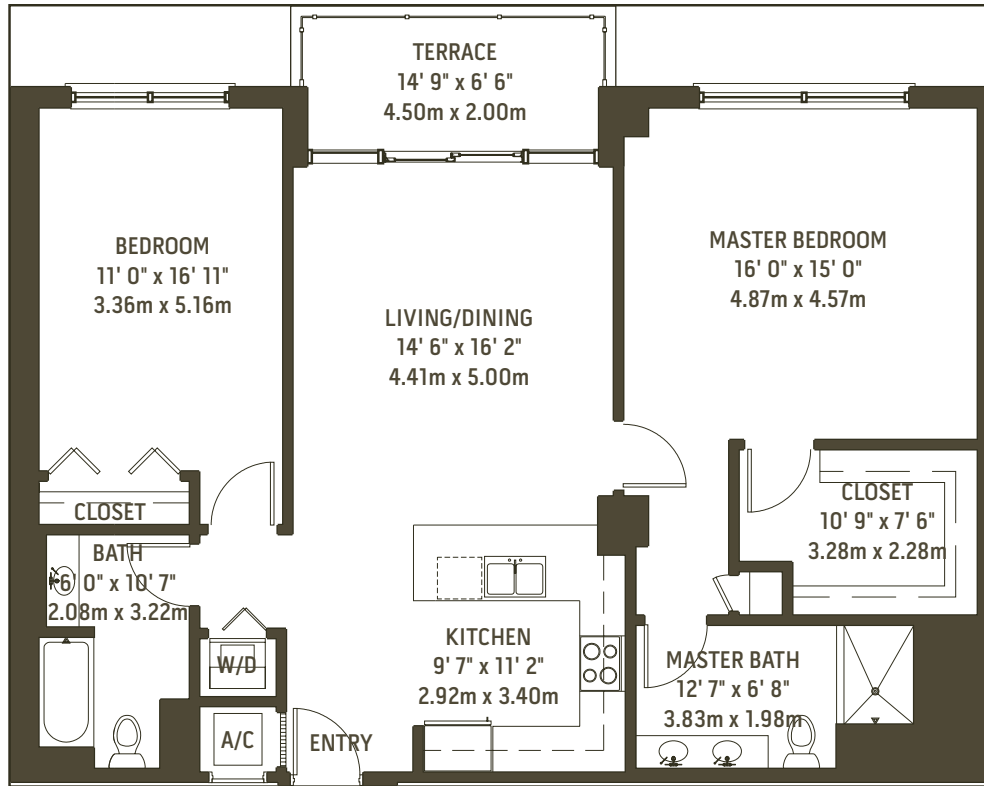 TERRACE
14' 9" x 6' 6"
4.50m x 2.00m
BEDROOM
11' 0" x 16' 11"
3.36m x 5.16m
MASTER BEDROOM
16' 0" x 15' 0"
4.87m x 4.57m
LIVING/DINING
14' 6" x 16' 2"
4.41m x 5.00m
CLOSET
CLOSET
10' 9" x 7' 6"
3.28m x 2.28m
BATH
6' 0" x 10' 7"
2.08m x 3.22m
KITCHEN
9' 7" x 11' 2"
2.92m x 3.40m
W/D
MASTER BATH
12' 7" x 6' 8"
3.83m x 1.98m
A/C
ENTRY